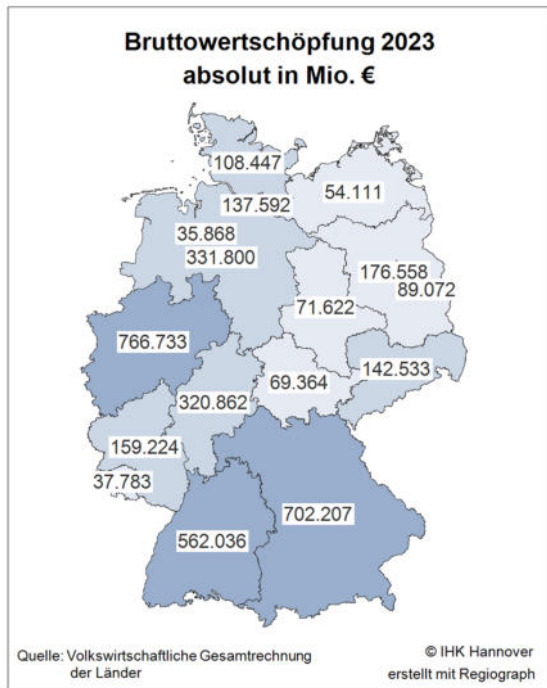 Bruttowertschöpfung 2023
absolut in Mio. €
108.447
54.111
137.592
35.868
331.800
176.558
89.072
71.622
766.733
142.533
69.364
320.862
159.224
37.783
702.207
562.036
Quelle: Volkswirtschaftliche Gesamtrechnung
der Länder
© IHK Hannover
erstellt mit Regiograph